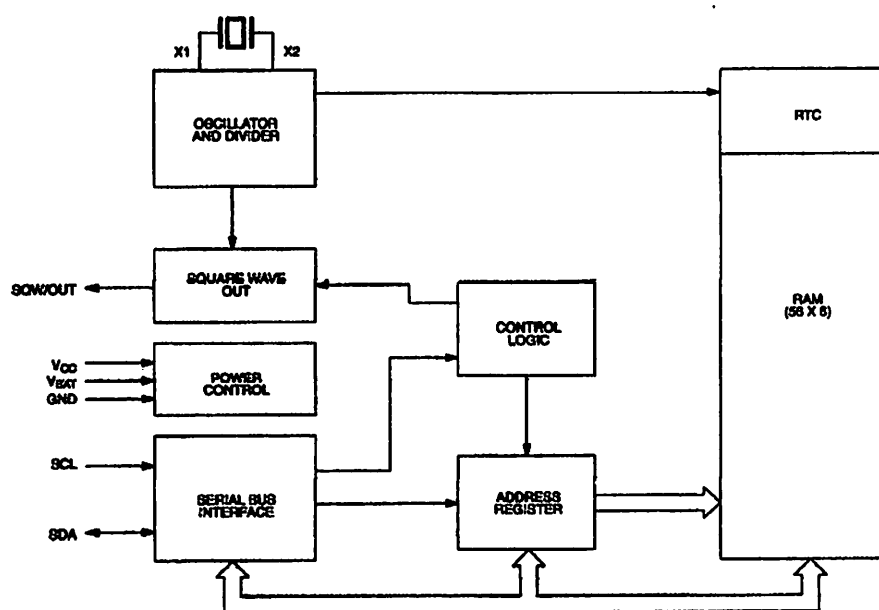 X1
X2
OSCILLATOR
AND DIVIDER
RTC
SQUARE WAVE
OUT
SQW/OUT
CONTROL
LOGIC
RAM
(56 X 8)
VCC
VBAT
GND
POWER
CONTROL
SCL
SDA
SERIAL BUS
INTERFACE
ADDRESS
REGISTER